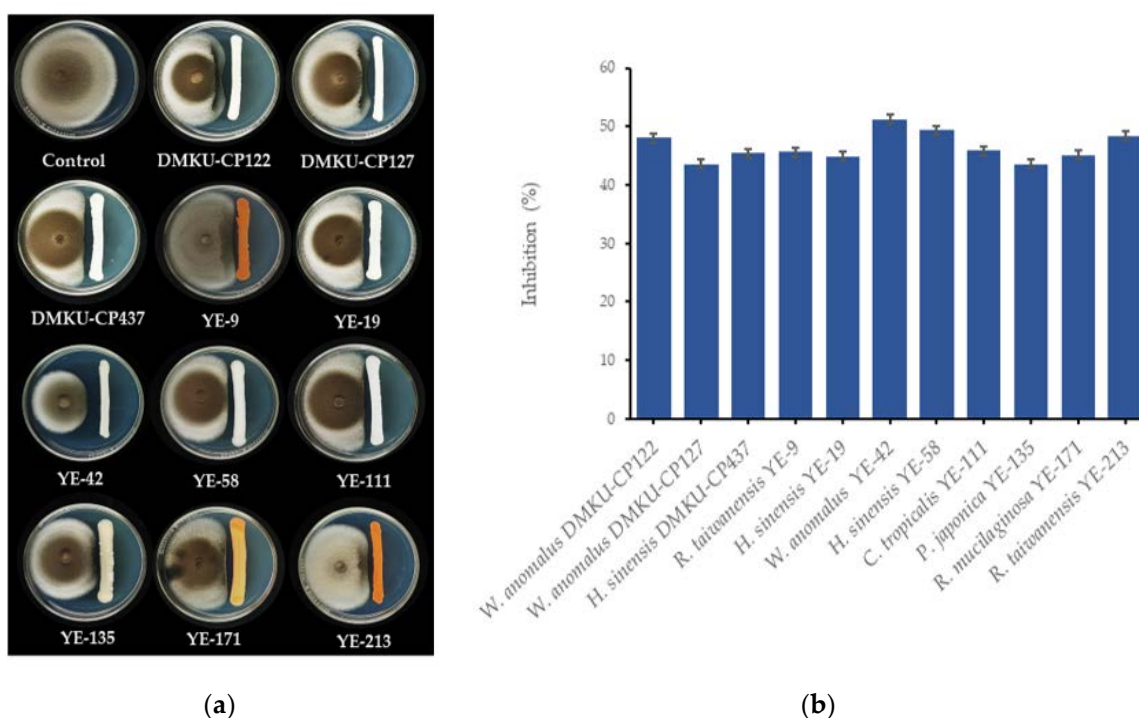 Control DMKU-CP122 DMKU-CP127
DMKU-CP437 YE-9 YE-19
YE-42 YE-58 YE-111
YE-135 YE-171 YE-213
(a)
60
50
40
30
20
10
0
Inhibition (%)
W. anomalus DMKU-CP122
W. anomalus DMKU-CP127
H. sinensis DMKU-CP437
R. taiwanensis YE-9
H. sinensis YE-19
W. anomalus YE-42
H. sinensis YE-58
C. tropicalis YE-111
P. japonica YE-135
R. mucilaginosa YE-171
R. taiwanensis YE-213
(b)